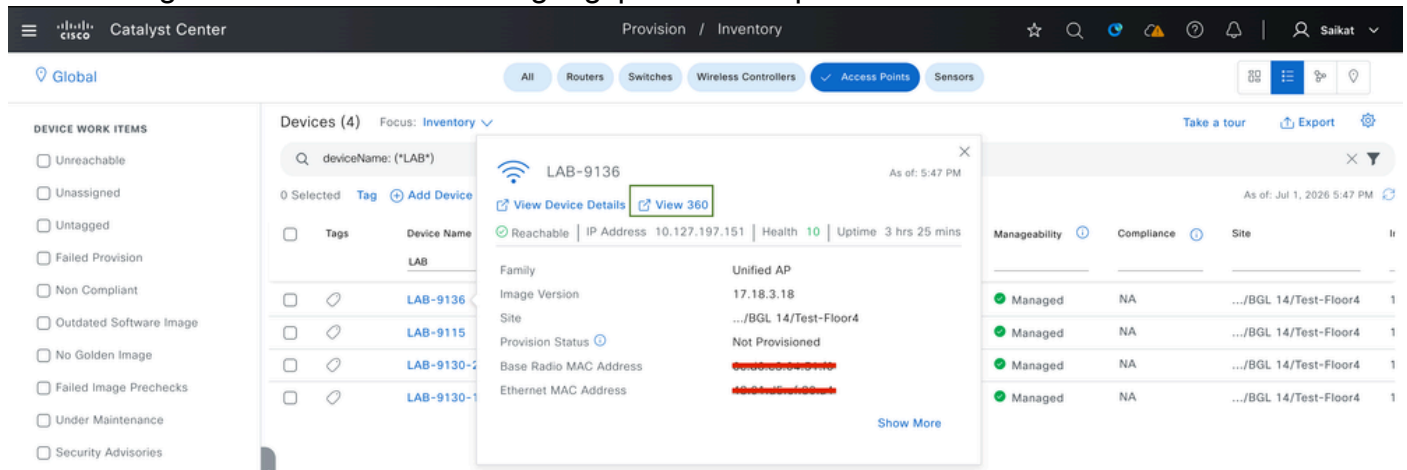 cisco Catalyst Center Provision / Inventory Saikat
Global All Routers Switches Wireless Controllers Access Points Sensors
DEVICE WORK ITEMS
Unreachable
Unassigned
Untagged
Failed Provision
Non Compliant
Outdated Software Image
No Golden Image
Failed Image Prechecks
Under Maintenance
Security Advisories
Devices (4) Focus: Inventory Take a tour Export
deviceName: (*LAB*)
0 Selected Tag Add Device As of: Jul 1, 2026 5:47 PM
Tags Device Name Manageability Compliance Site
LAB
LAB-9136 Managed NA .../BGL 14/Test-Floor4 1
LAB-9115 Managed NA .../BGL 14/Test-Floor4 1
LAB-9130-2 Managed NA .../BGL 14/Test-Floor4 1
LAB-9130-1 Managed NA .../BGL 14/Test-Floor4 1
LAB-9136 As of: 5:47 PM
View Device Details View 360
Reachable | IP Address 10.127.197.151 | Health 10 | Uptime 3 hrs 25 mins
Family Unified AP
Image Version 17.18.3.18
Site .../BGL 14/Test-Floor4
Provision Status Not Provisioned
Base Radio MAC Address
Ethernet MAC Address
Show More